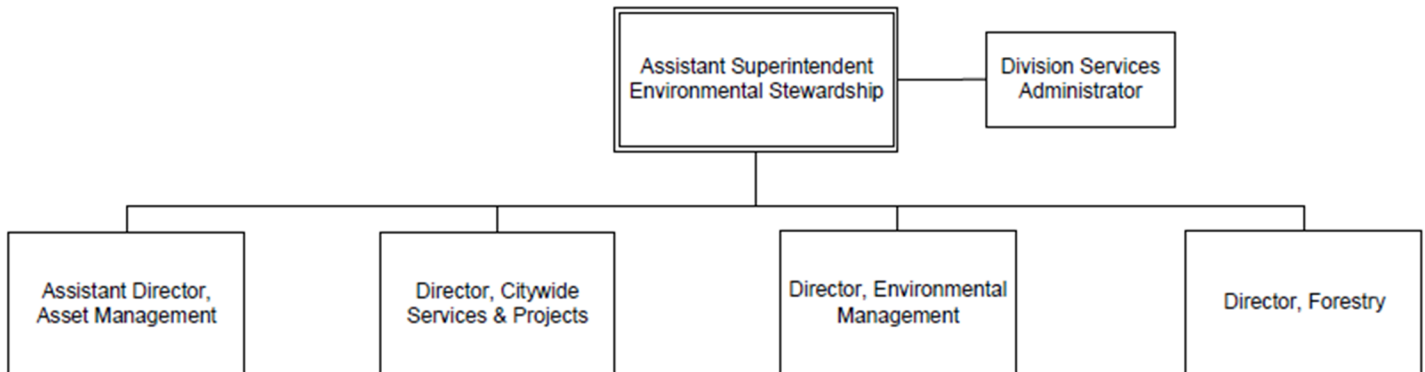 Assistant Superintendent
Environmental Stewardship
Division Services
Administrator
Assistant Director,
Asset Management
Director, Citywide
Services & Projects
Director, Environmental
Management
Director, Forestry